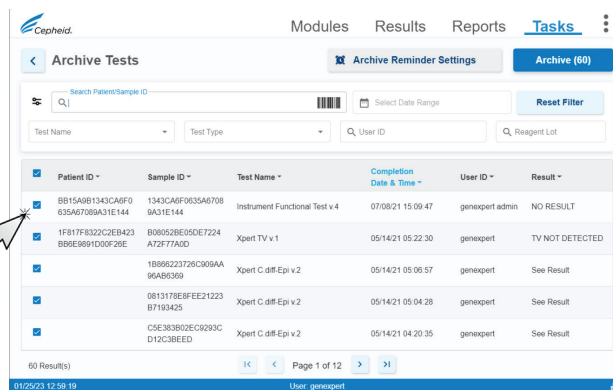 Cepheid.
Modules Results Reports Tasks
Archive Tests
Archive Reminder Settings
Archive (60)
Search Patient/Sample ID
Select Date Range
Reset Filter
Test Name
Test Type
User ID
Reagent Lot
Patient ID Sample ID Test Name Completion Date & Time User ID Result
BB15A9B1343CA6F0 1343CA6F0635A6708 Instrument Functional Test v.4 07/08/21 15:09:47 genexpert admin NO RESULT
635A67089A31E144 9A31E144
1F817F8322C2EB423 B08052BE05DE7224 Xpert TV v.1 05/14/21 05:22:30 genexpert TV NOT DETECTED
BB6E9891D00F26E A72F77A0D
1B866223726C909AA Xpert C.diff-Epi v.2 05/14/21 05:06:57 genexpert See Result
96AB6369
0813178E8FEE21223 Xpert C.diff-Epi v.2 05/14/21 05:04:28 genexpert See Result
B7193425
C5E383B02EC9293C Xpert C.diff-Epi v.2 05/14/21 04:20:35 genexpert See Result
D12C3BEED
60 Result(s)
Page 1 of 12
01/25/23 12:59:19 User: genexpert